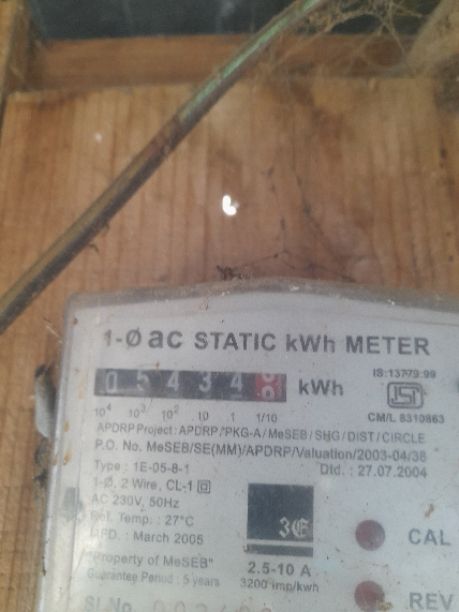 1-Ø ac STATIC kWh METER
0 5 4 3 4 kWh
IS:13779:99
ISI
CM/L 8310863
10⁴ 10³ 10² 10 1 1/10
APDRP Project: APDRP/PKG-A/MeSEB/SHG/DIST/CIRCLE
P.O. No. MeSEB/SE(MM)/APDRP/Valuation/2003-04/36
Dtd. : 27.07.2004
Type : 1E-05-8-1
1-Ø, 2 Wire, CL-1
AC 230V, 50Hz
Ref. Temp. : 27°C
: March 2005
"Property of MeSEB"
Guarantee Period : 5 years
2.5-10 A
3200 imp/kwh
CAL
REV
Sl.No.